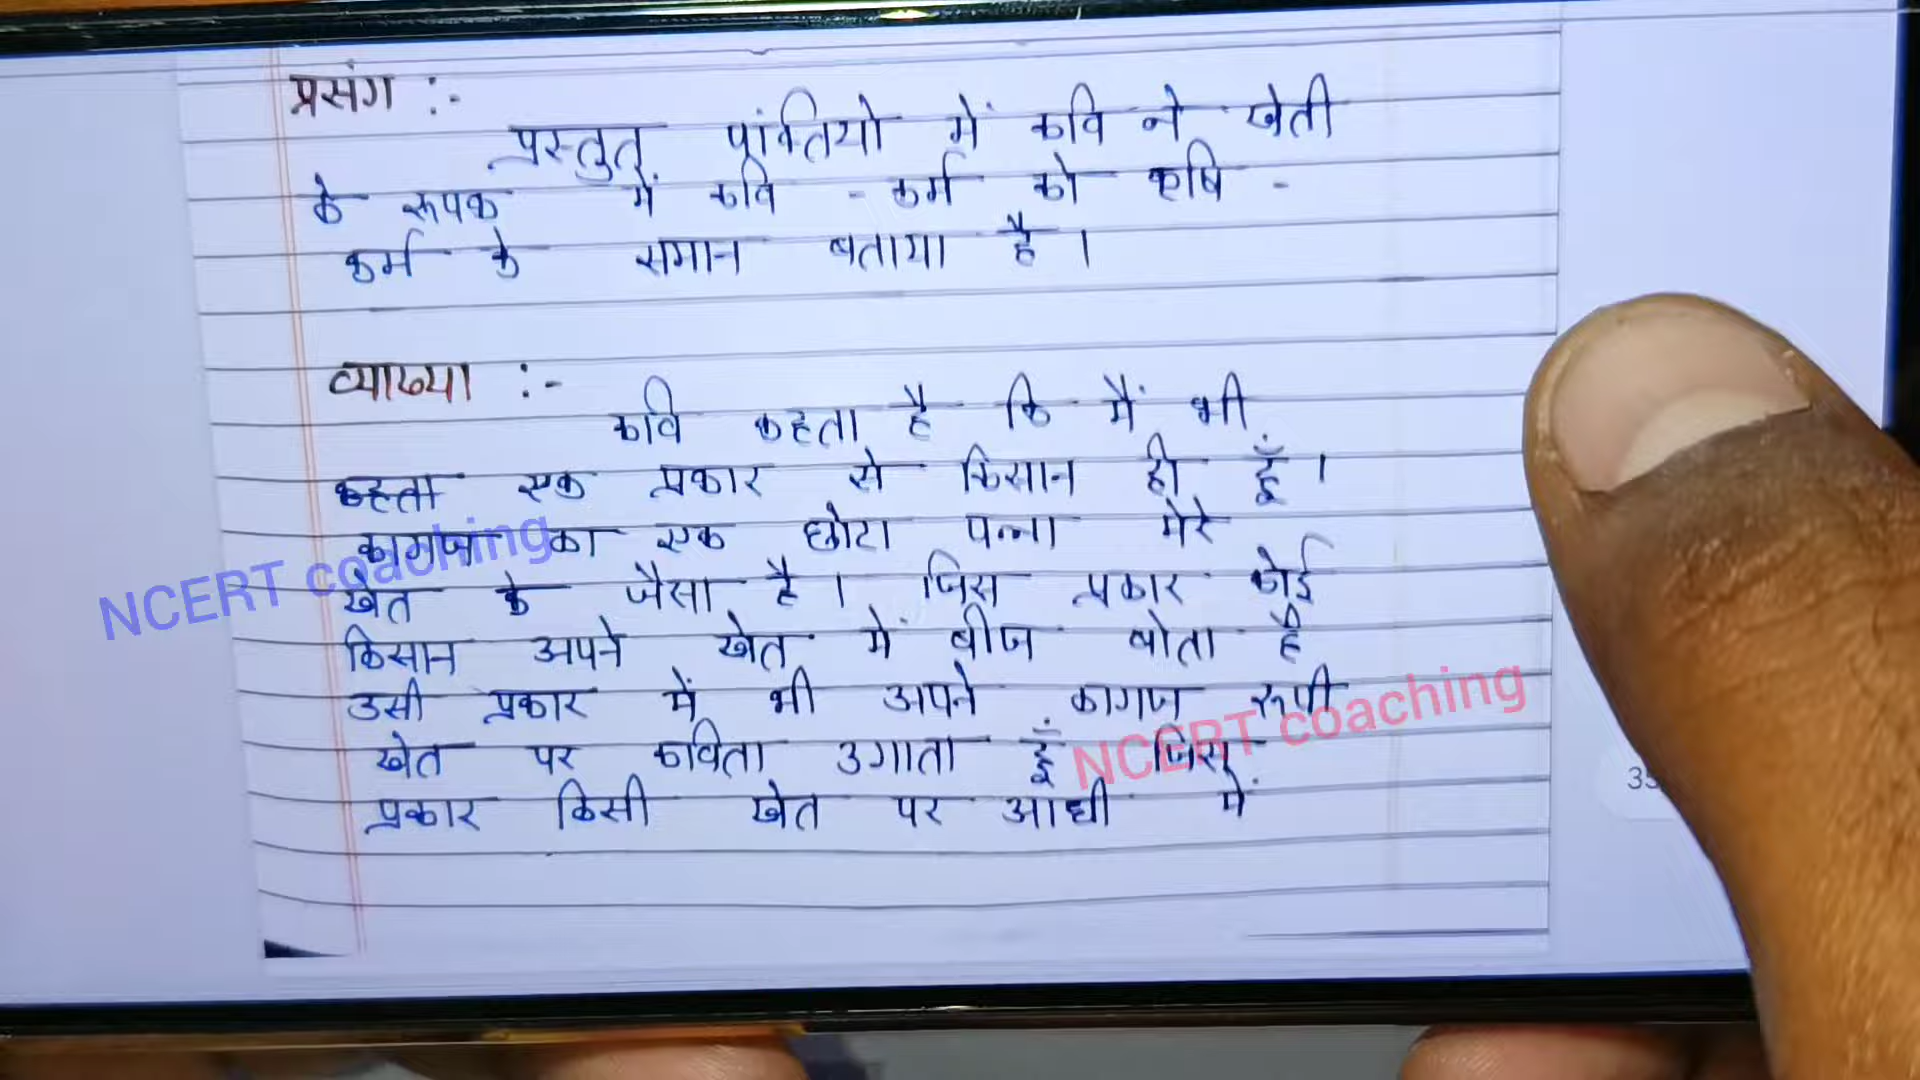 प्रसंग :-
प्रस्तुत पांक्तियो में कवि ने खेती
के रूपक में कवि - कर्म को कृषि -
कर्म के समान बताया है ।
व्याख्या :-
कवि कहता है कि मैं भी
कहता एक प्रकार से किसान ही हूँ ।
कागज का एक छोटा पन्ना मेरे
खेत के जैसा है । जिस प्रकार कोई
किसान अपने खेत में बीज बोता है
उसी प्रकार में भी अपने कागज रूपी
खेत पर कविता उगाता हूँ जिस
प्रकार किसी खेत पर आंधी में
NCERT coaching
NCERT coaching